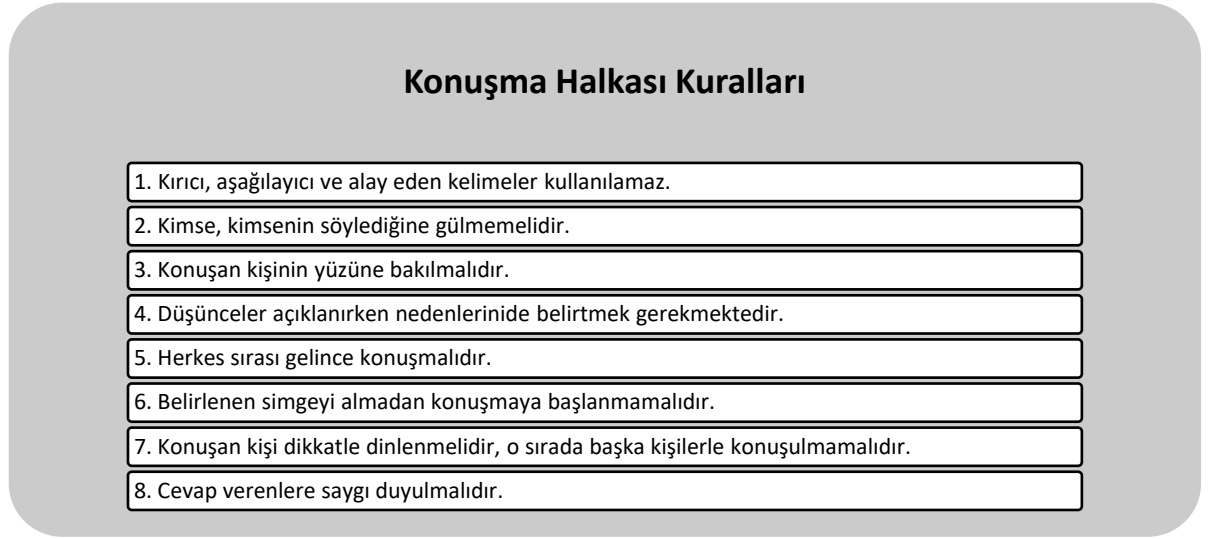 Konuşma Halkası Kuralları
1. Kırıcı, aşağılayıcı ve alay eden kelimeler kullanılamaz.
2. Kimse, kimsenin söylediğine gülmemelidir.
3. Konuşan kişinin yüzüne bakılmalıdır.
4. Düşünceler açıklanırken nedenlerinide belirtmek gerekmektedir.
5. Herkes sırası gelince konuşmalıdır.
6. Belirlenen simgeyi almadan konuşmaya başlanmamalıdır.
7. Konuşan kişi dikkatle dinlenmelidir, o sırada başka kişilerle konuşulmamalıdır.
8. Cevap verenlere saygı duyulmalıdır.